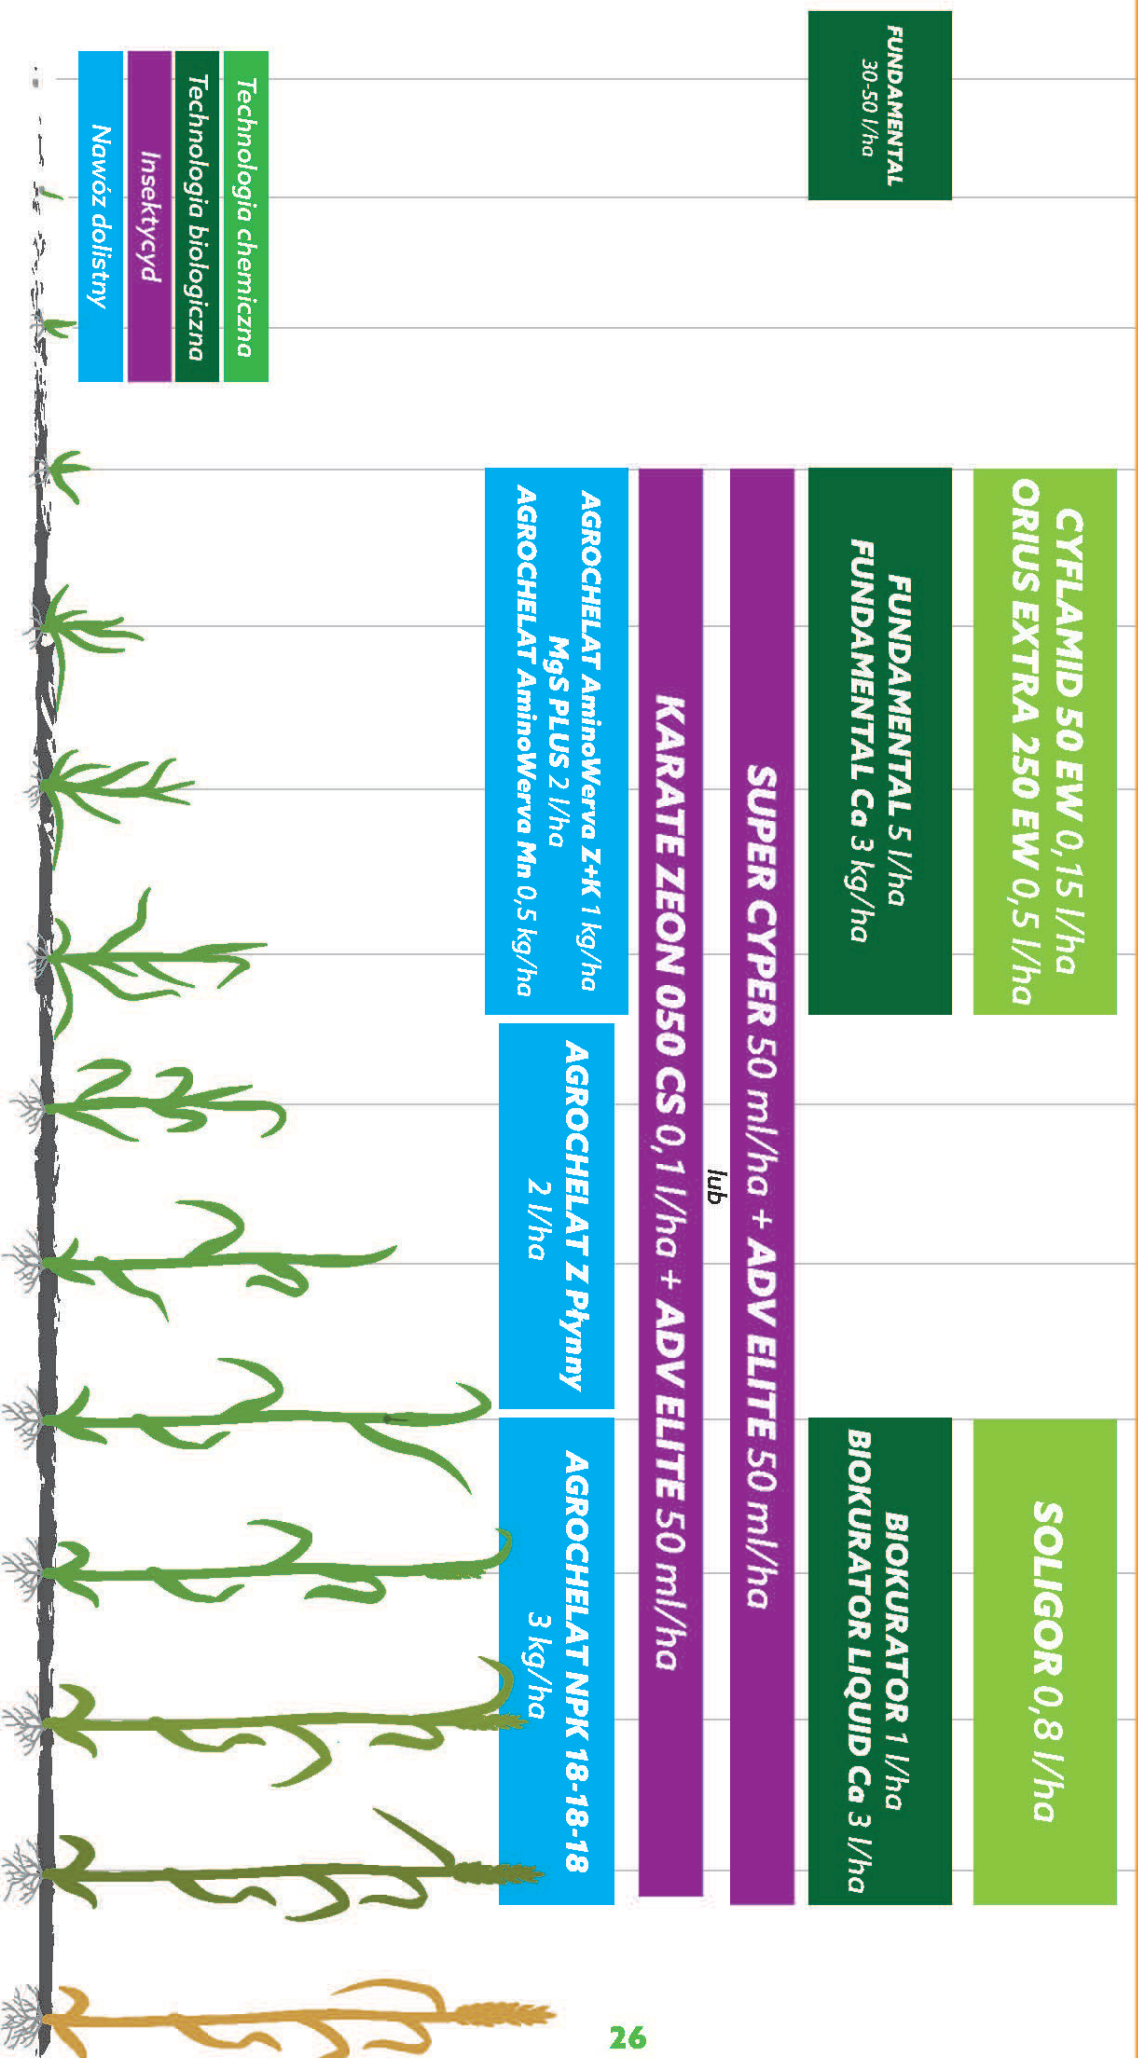 CYFLAMID 50 EW 0,15 l/ha
ORIUS EXTRA 250 EW 0,5 l/ha
SOLIGOR 0,8 l/ha
FUNDAMENTAL
30-50 l/ha
FUNDAMENTAL 5 l/ha
FUNDAMENTAL Ca 3 kg/ha
BIOKURATOR 1 l/ha
BIOKURATOR LIQUID Ca 3 l/ha
SUPER CYPER 50 ml/ha + ADV ELITE 50 ml/ha
lub
KARATE ZEON 050 CS 0,1 l/ha + ADV ELITE 50 ml/ha
AGROCHELAT AminoWerva Z+K 1 kg/ha
MgS PLUS 2 l/ha
AGROCHELAT AminoWerva Mn 0,5 kg/ha
AGROCHELAT Z Płynny
2 l/ha
AGROCHELAT NPK 18-18-18
3 kg/ha
Technologia chemiczna
Technologia biologiczna
Insektycyd
Nawóz dolistny
26